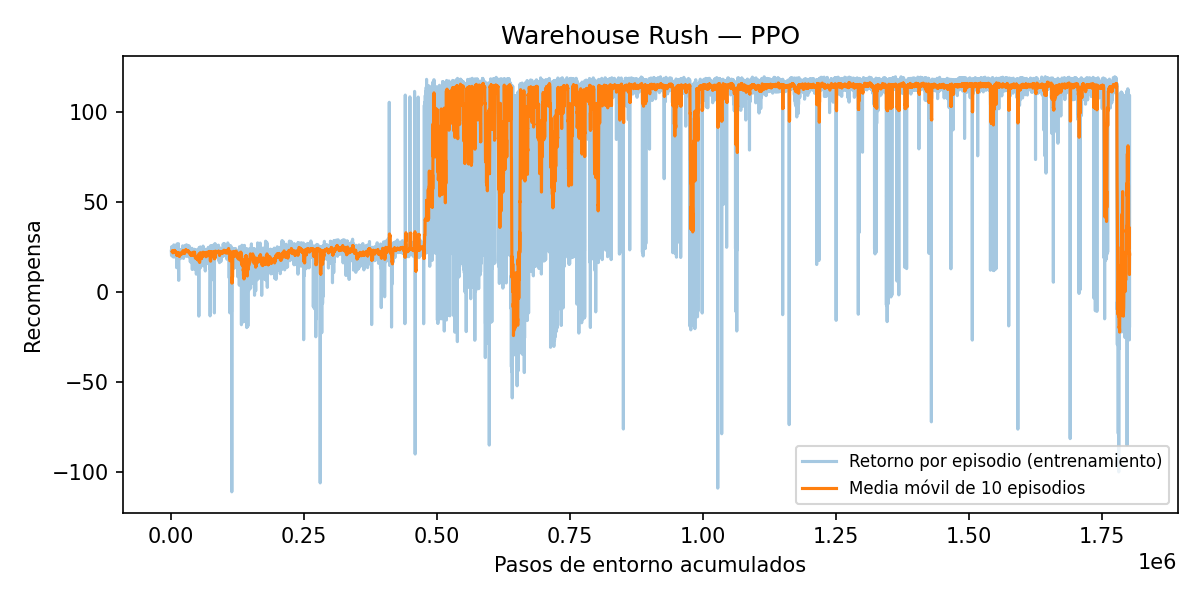 Warehouse Rush — PPO
Recompensa
100
50
0
−50
−100
0.00 0.25 0.50 0.75 1.00 1.25 1.50 1.75
1e6
Pasos de entorno acumulados
Retorno por episodio (entrenamiento)
Media móvil de 10 episodios